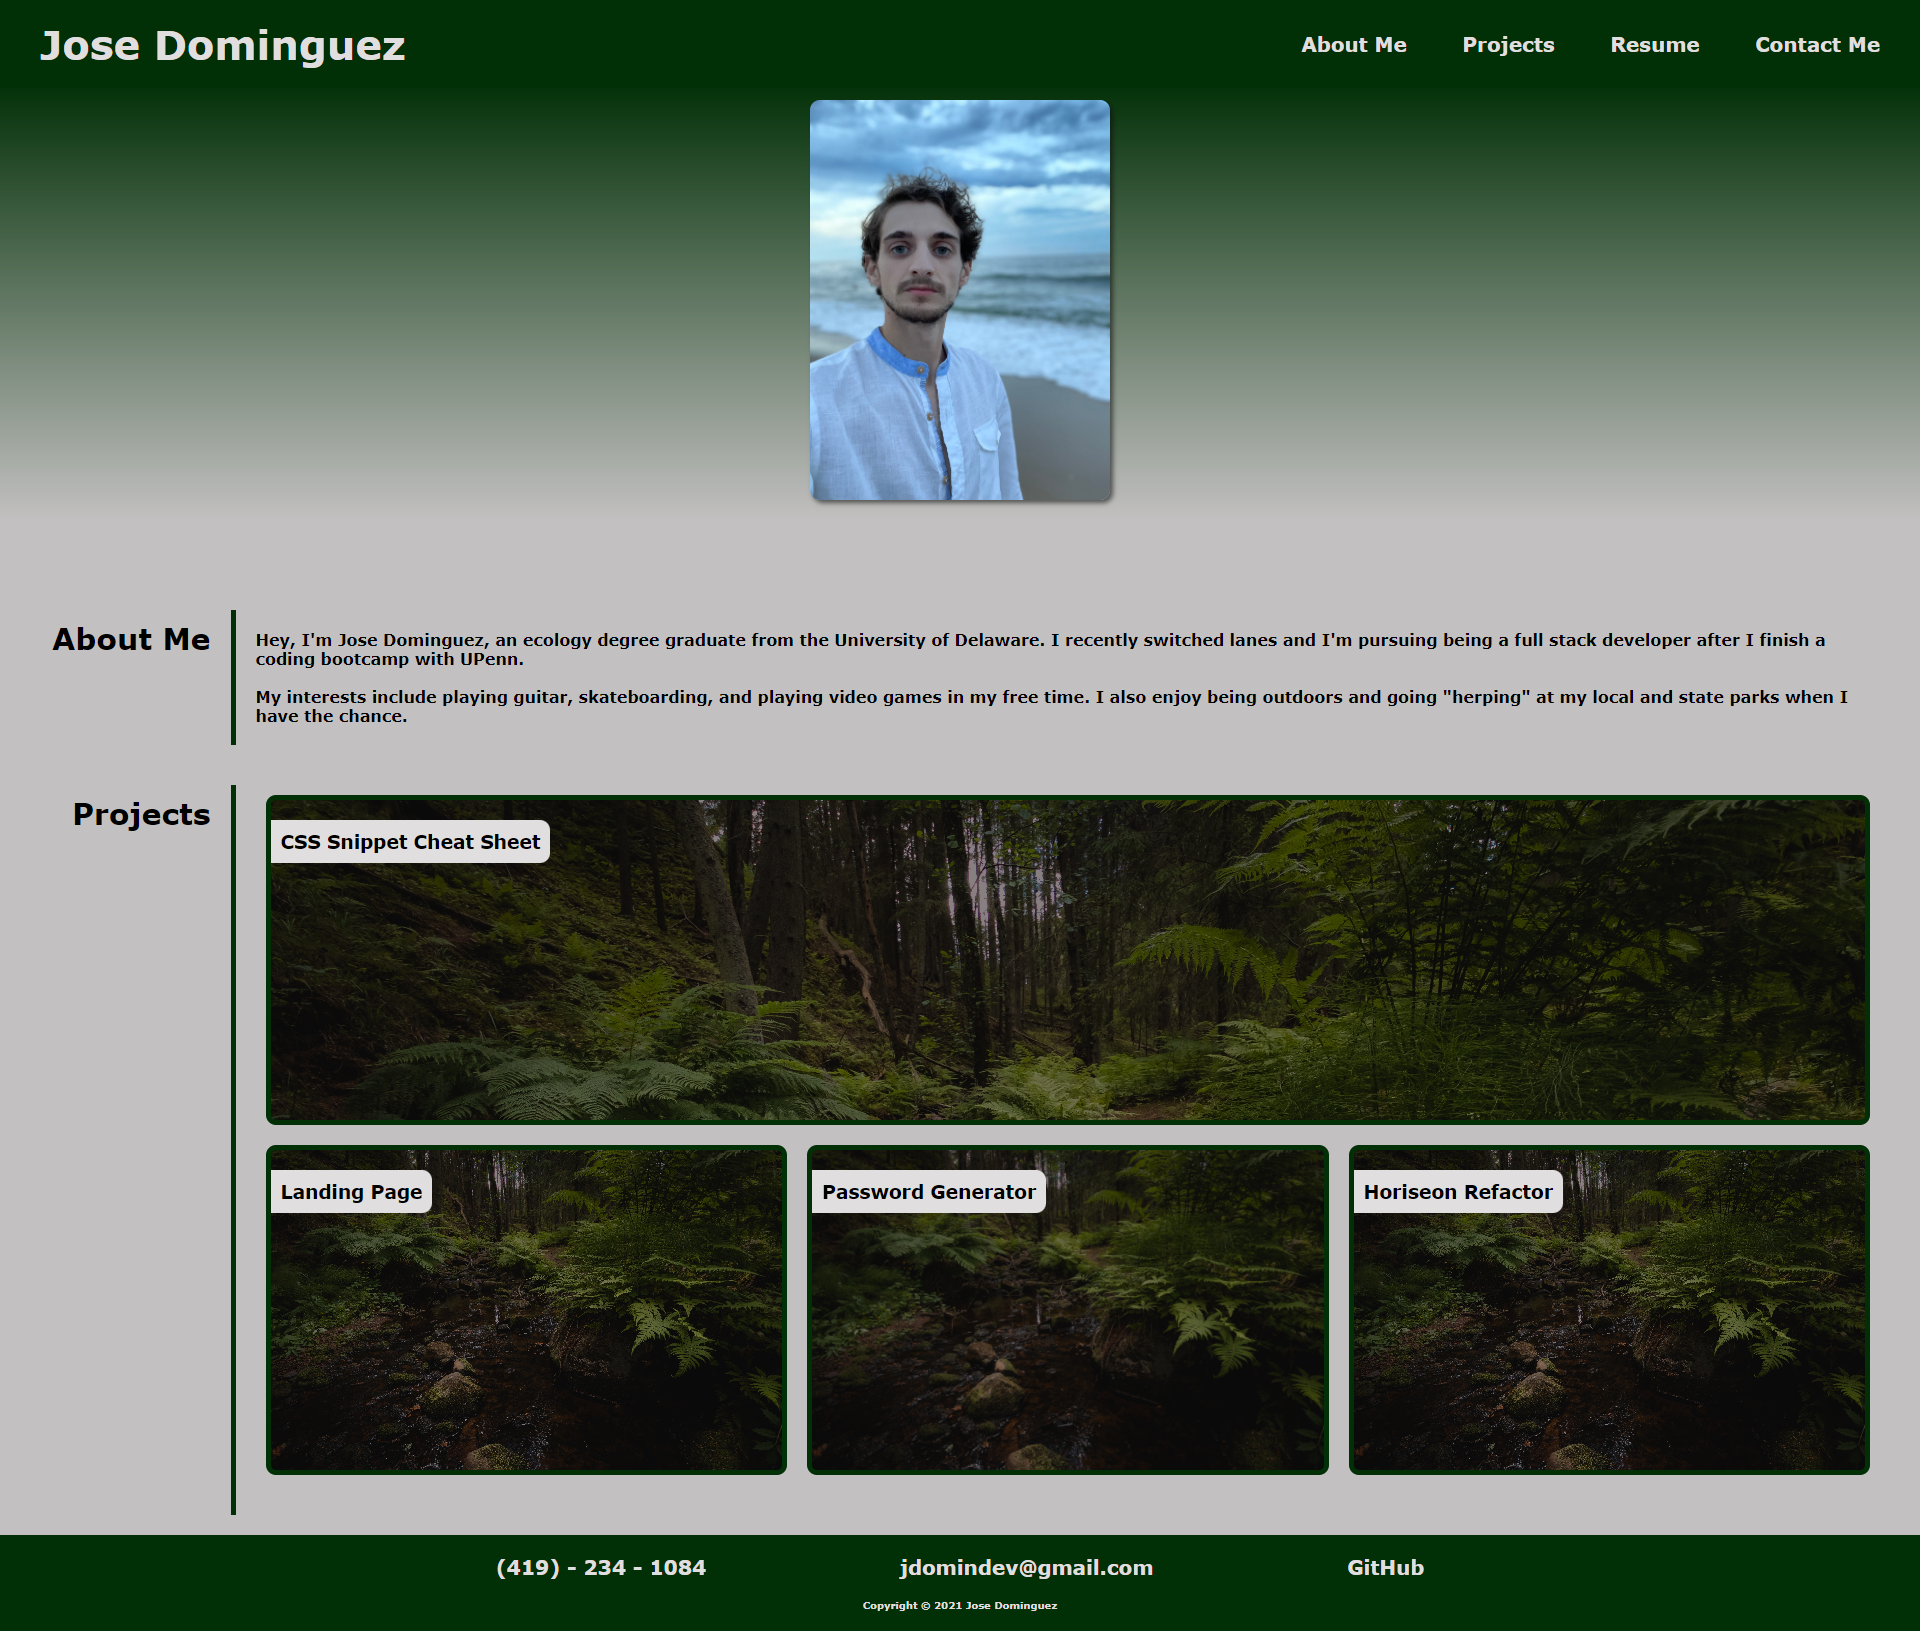 Jose Dominguez
About Me
Projects
Resume
Contact Me
About Me
Hey, I'm Jose Dominguez, an ecology degree graduate from the University of Delaware. I recently switched lanes and I'm pursuing being a full stack developer after I finish a
coding bootcamp with UPenn.
My interests include playing guitar, skateboarding, and playing video games in my free time. I also enjoy being outdoors and going "herping" at my local and state parks when I
have the chance.
Projects
CSS Snippet Cheat Sheet
Landing Page
Password Generator
Horiseon Refactor
(419) - 234 - 1084
jdomindev@gmail.com
GitHub
Copyright © 2021 Jose Dominguez